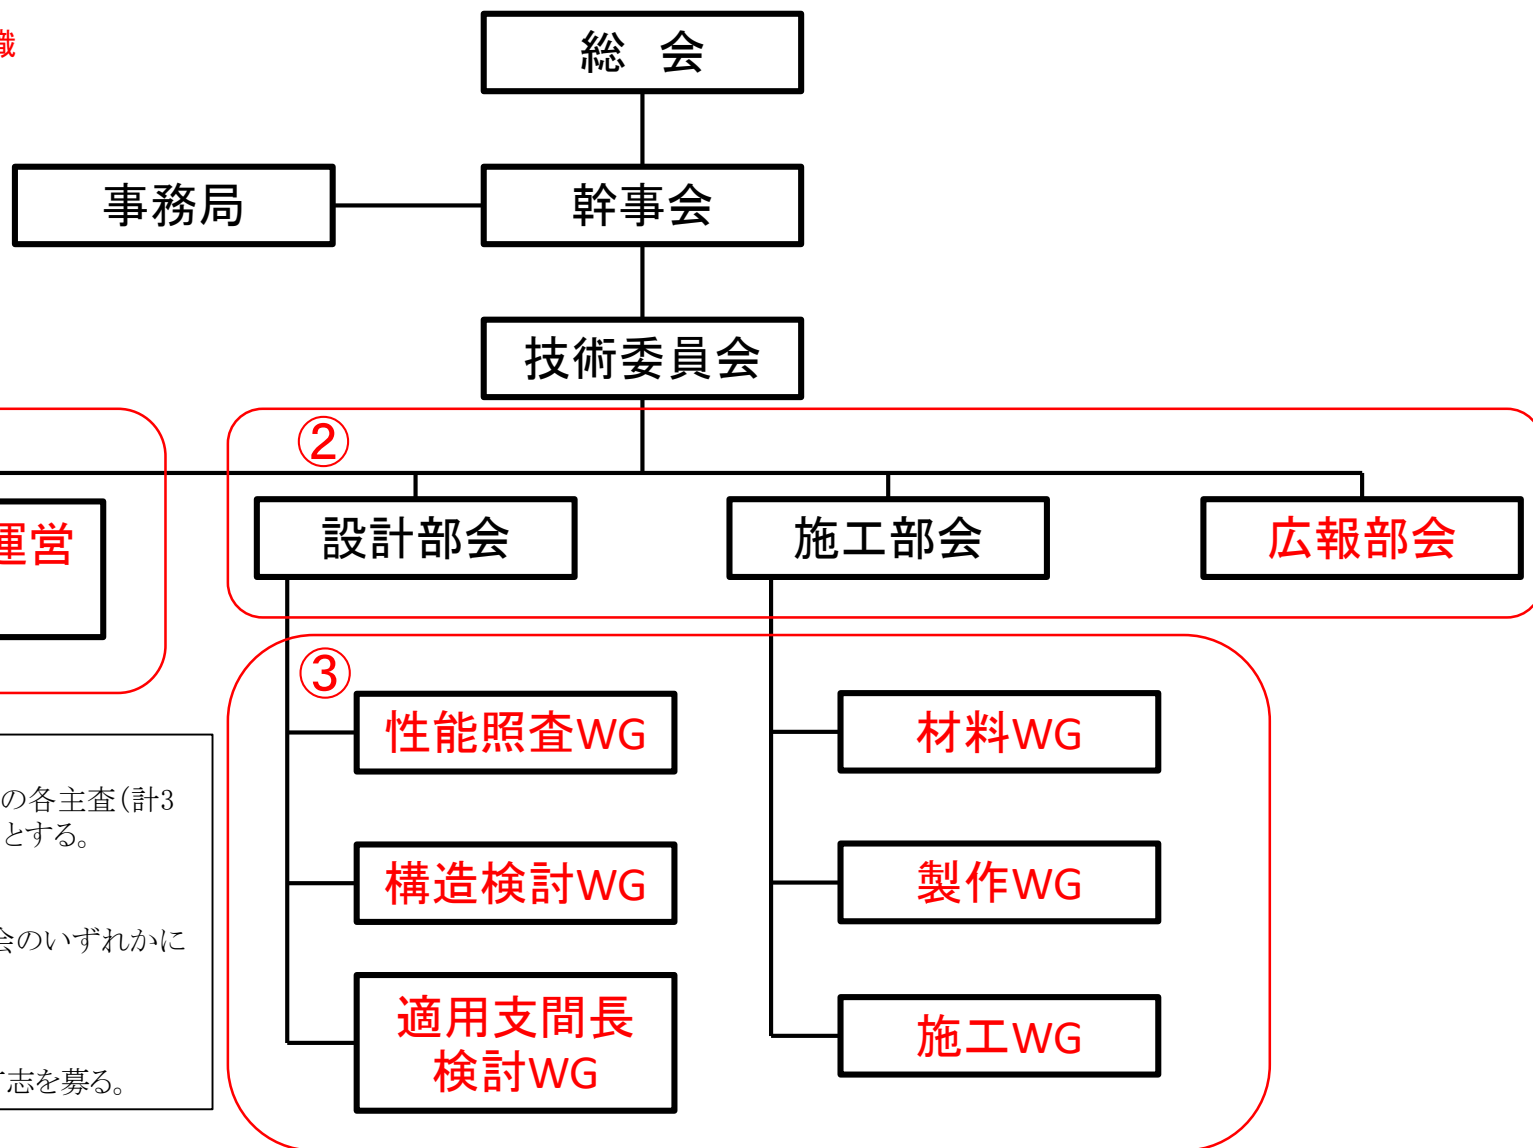 織
総 会
事務局
幹事会
技術委員会
②
運営
設計部会
施工部会
広報部会
③
性能照査WG
材料WG
構造検討WG
製作WG
適用支間長
検討WG
施工WG
の各主査(計3
とする。
会のいずれかに
志を募る。